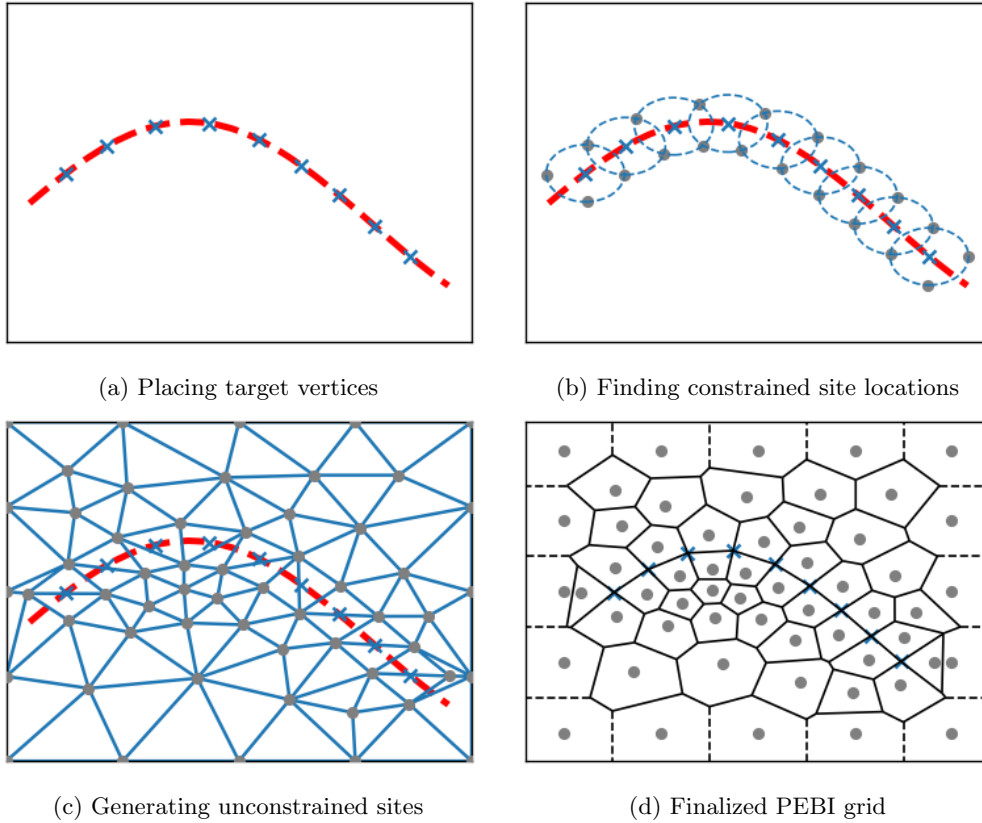 (a) Placing target vertices
(b) Finding constrained site locations
(c) Generating unconstrained sites
(d) Finalized PEBI grid